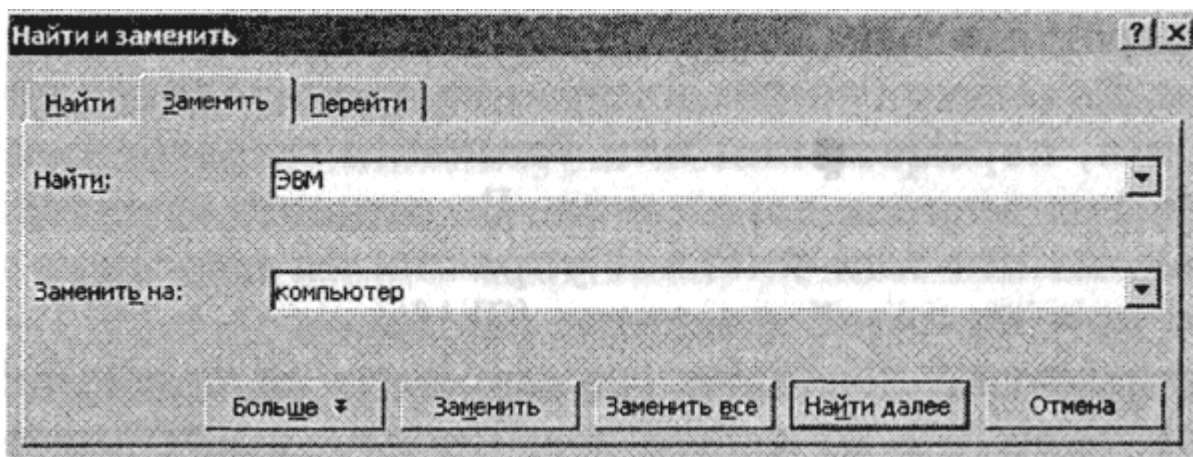 Найти и заменить
Найти Заменить Перейти
Найти: ЭВМ
Заменить на: компьютер
Больше Заменить Заменить все Найти далее Отмена